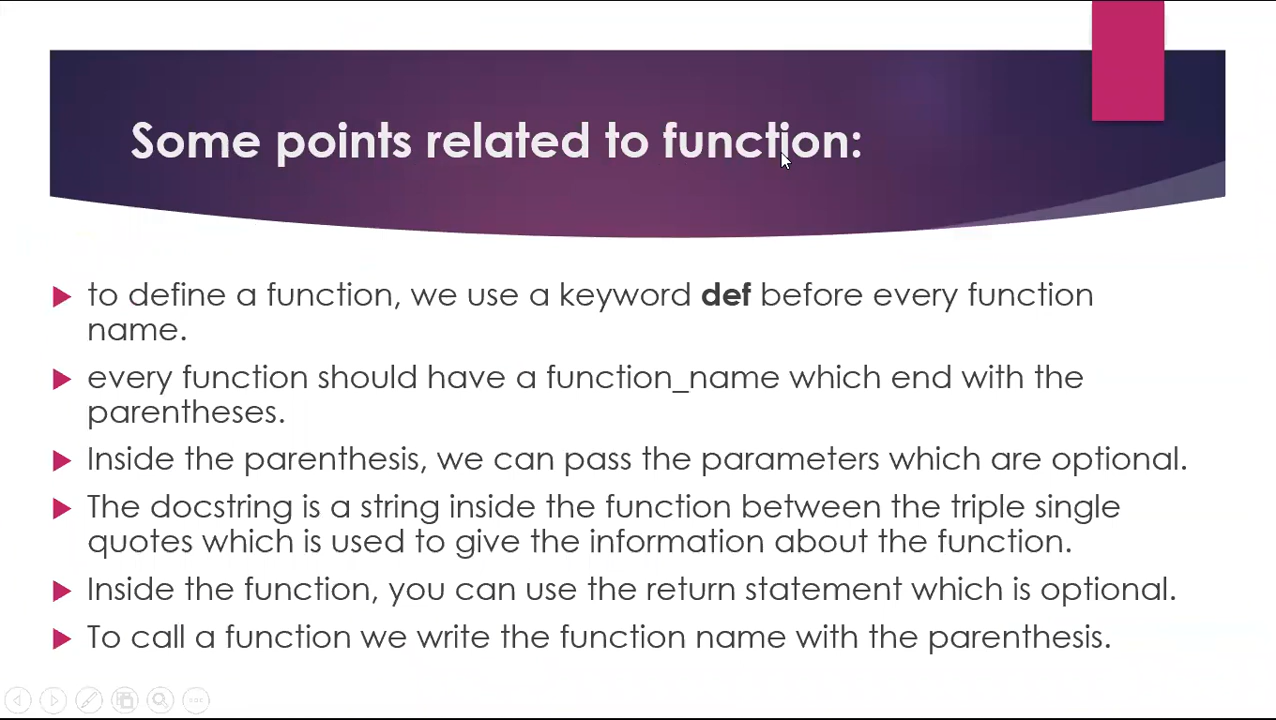 Some points related to function:
to define a function, we use a keyword def before every function
name.
every function should have a function_name which end with the
parentheses.
Inside the parenthesis, we can pass the parameters which are optional.
The docstring is a string inside the function between the triple single
quotes which is used to give the information about the function.
Inside the function, you can use the return statement which is optional.
To call a function we write the function name with the parenthesis.